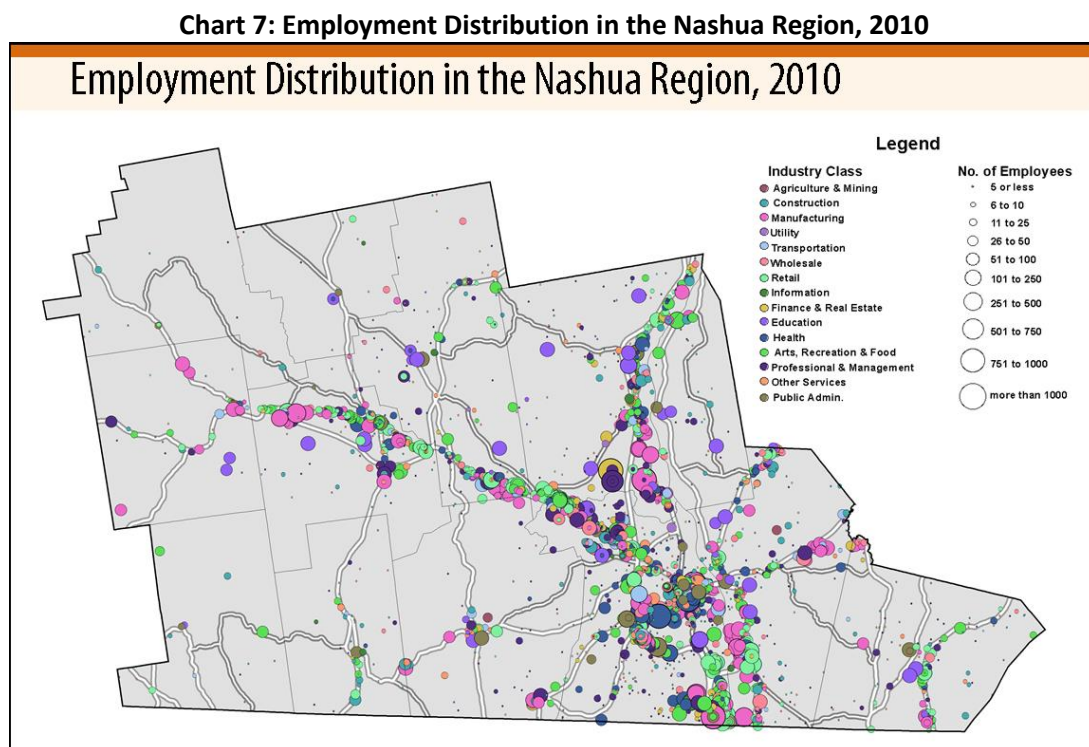 Chart 7: Employment Distribution in the Nashua Region, 2010
Employment Distribution in the Nashua Region, 2010
Legend
Industry Class
Agriculture & Mining
Construction
Manufacturing
Utility
Transportation
Wholesale
Retail
Information
Finance & Real Estate
Education
Health
Arts, Recreation & Food
Professional & Management
Other Services
Public Admin.
No. of Employees
5 or less
6 to 10
11 to 25
26 to 50
51 to 100
101 to 250
251 to 500
501 to 750
751 to 1000
more than 1000